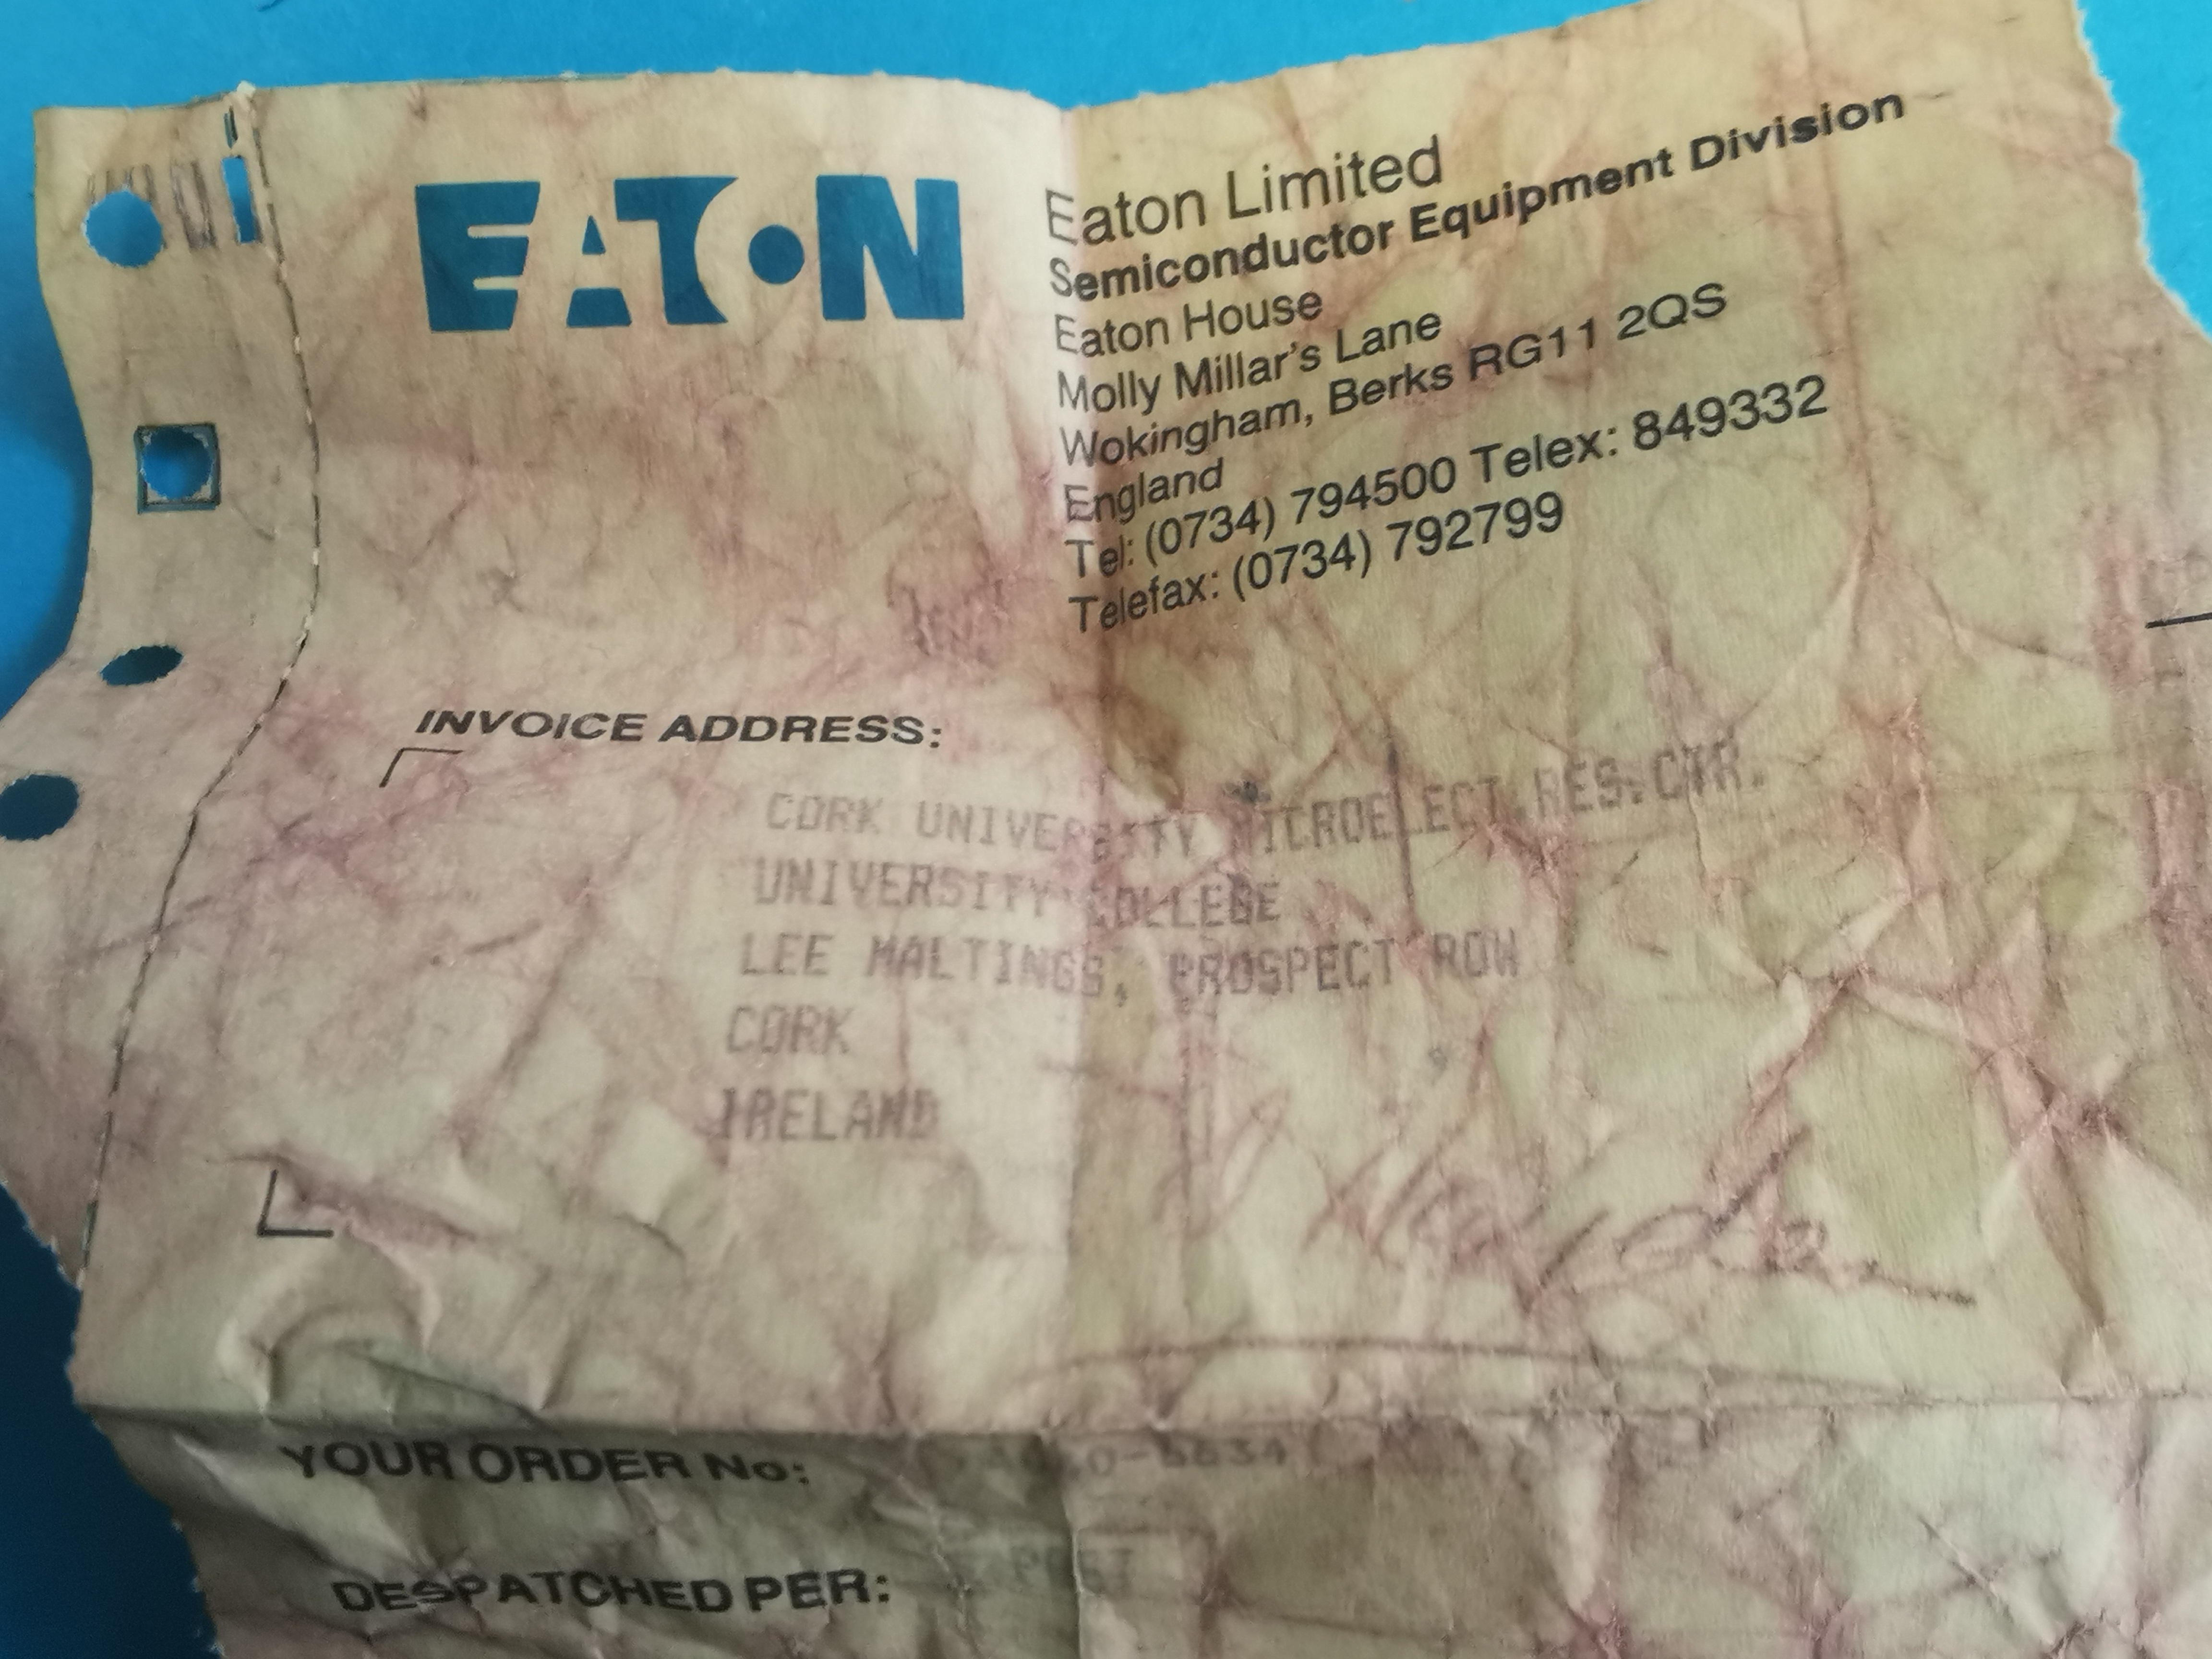 EATON
Eaton Limited
Semiconductor Equipment Division
Eaton House
Molly Millar's Lane
Wokingham, Berks RG11 2QS
England
Tel: (0734) 794500 Telex: 849332
Telefax: (0734) 792799
INVOICE ADDRESS:
CORK UNIVERSITY MICROELECT.RES.CTR.
UNIVERSITY COLLEGE
LEE MALTINGS, PROSPECT ROW
CORK
IRELAND
YOUR ORDER No:
DESPATCHED PER: POST